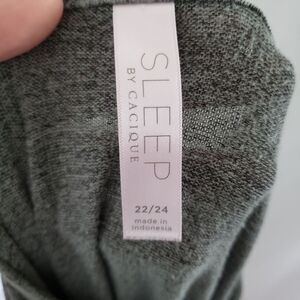 SLEEP
BY CACIQUE
22/24
made in
Indonesia